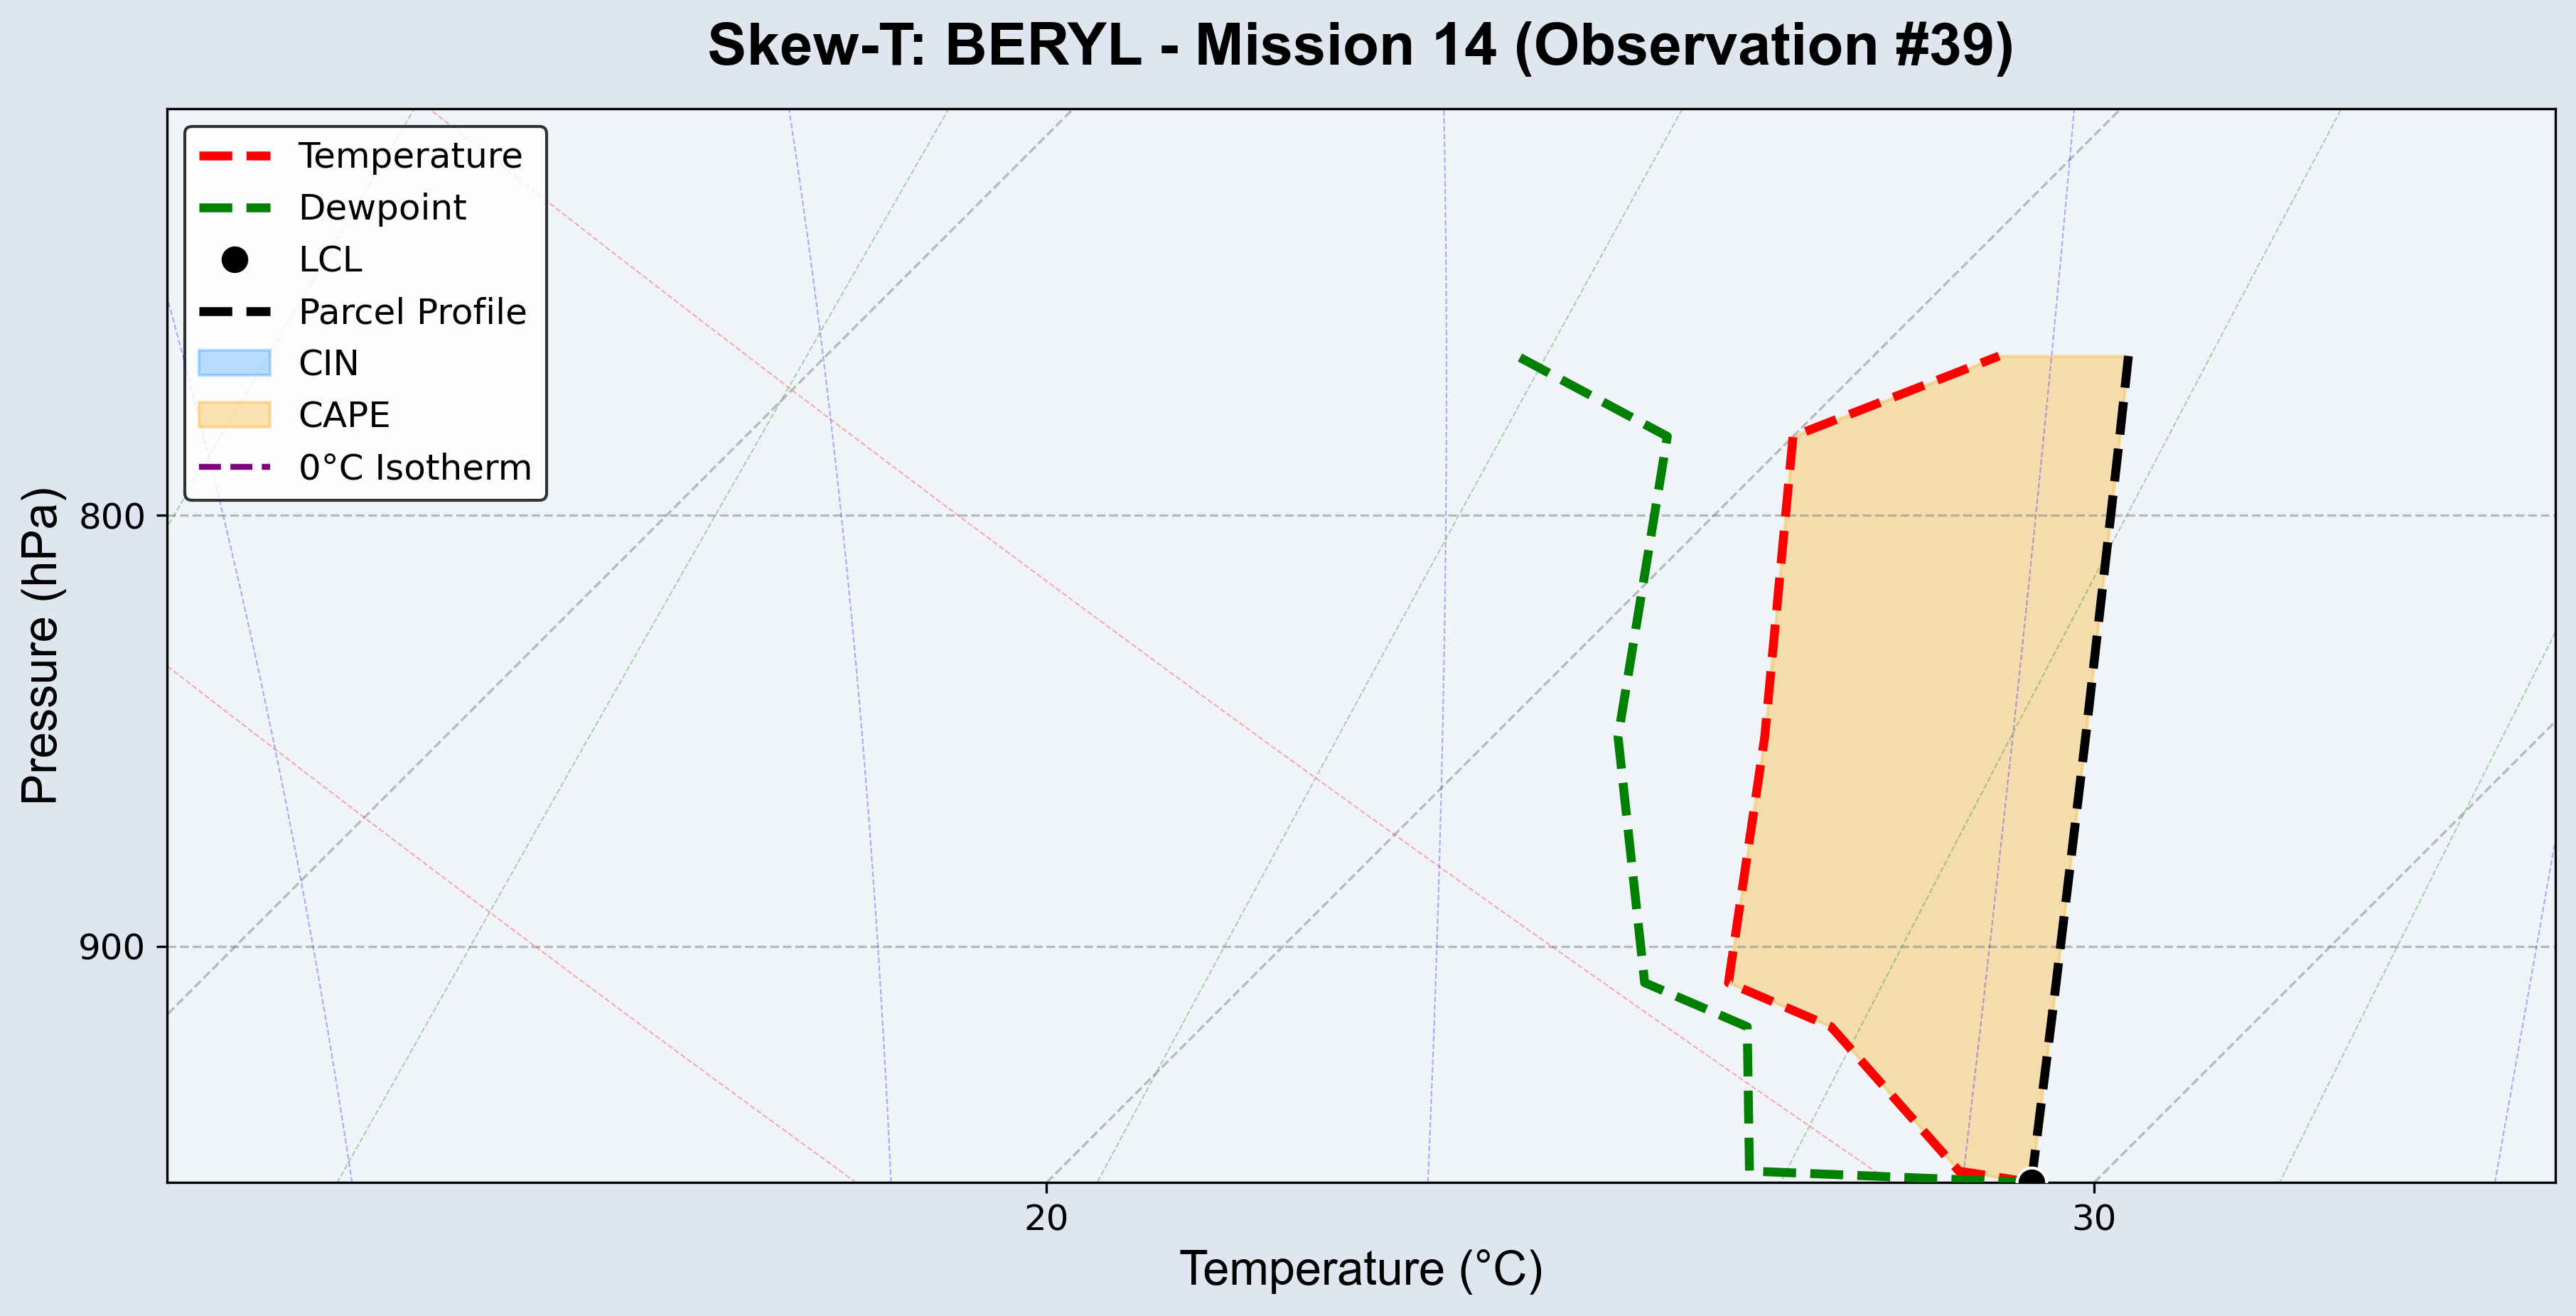 Skew-T: BERYL - Mission 14 (Observation #39)
Temperature
Dewpoint
LCL
Parcel Profile
CIN
CAPE
0°C Isotherm
Pressure (hPa)
800
900
20
30
Temperature (°C)